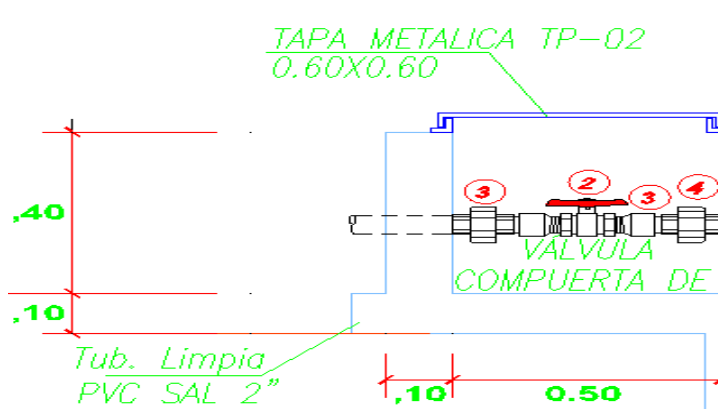 TAPA METALICA TP-02
0.60X0.60
3
2
3
4
,40
VÁLVULA
COMPUERTA DE
,10
Tub. Limpia
PVC SAL 2"
,10
0.50